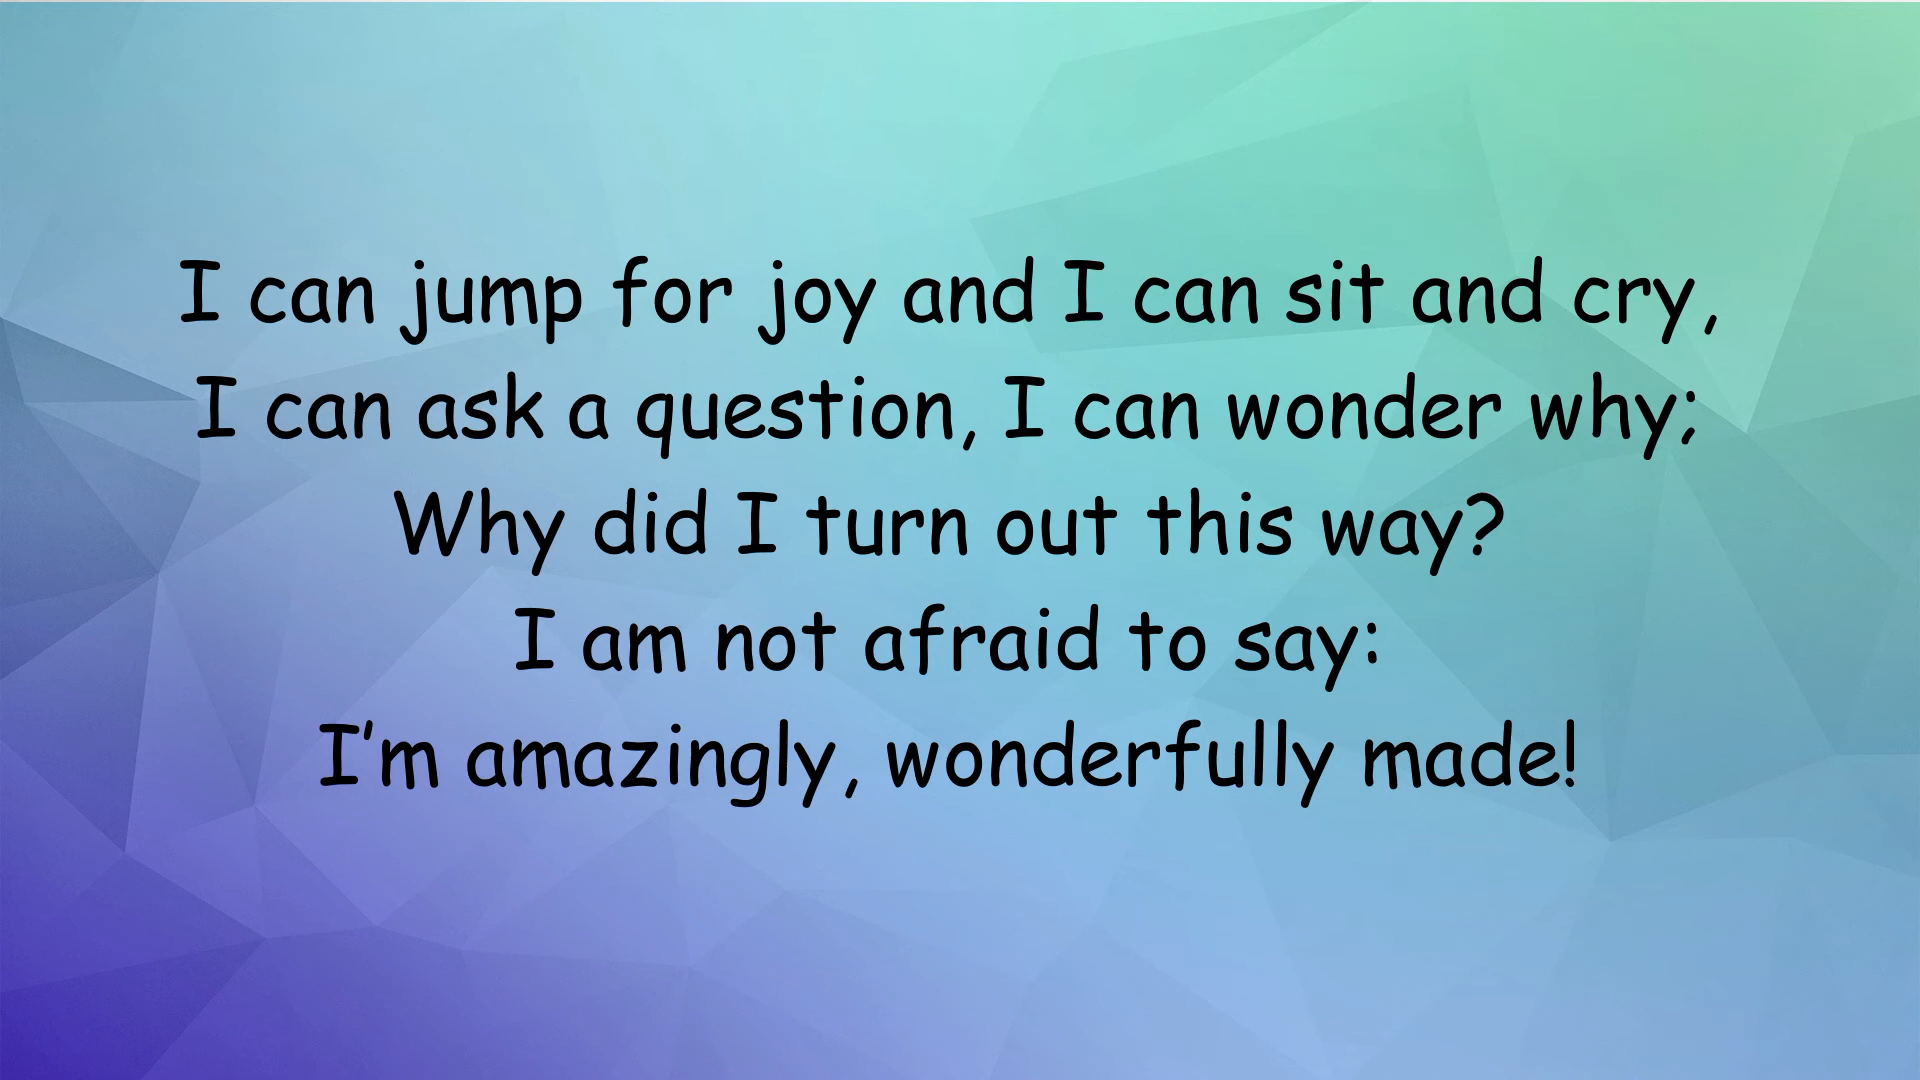 I can jump for joy and I can sit and cry,
I can ask a question, I can wonder why;
Why did I turn out this way?
I am not afraid to say:
I’m amazingly, wonderfully made!